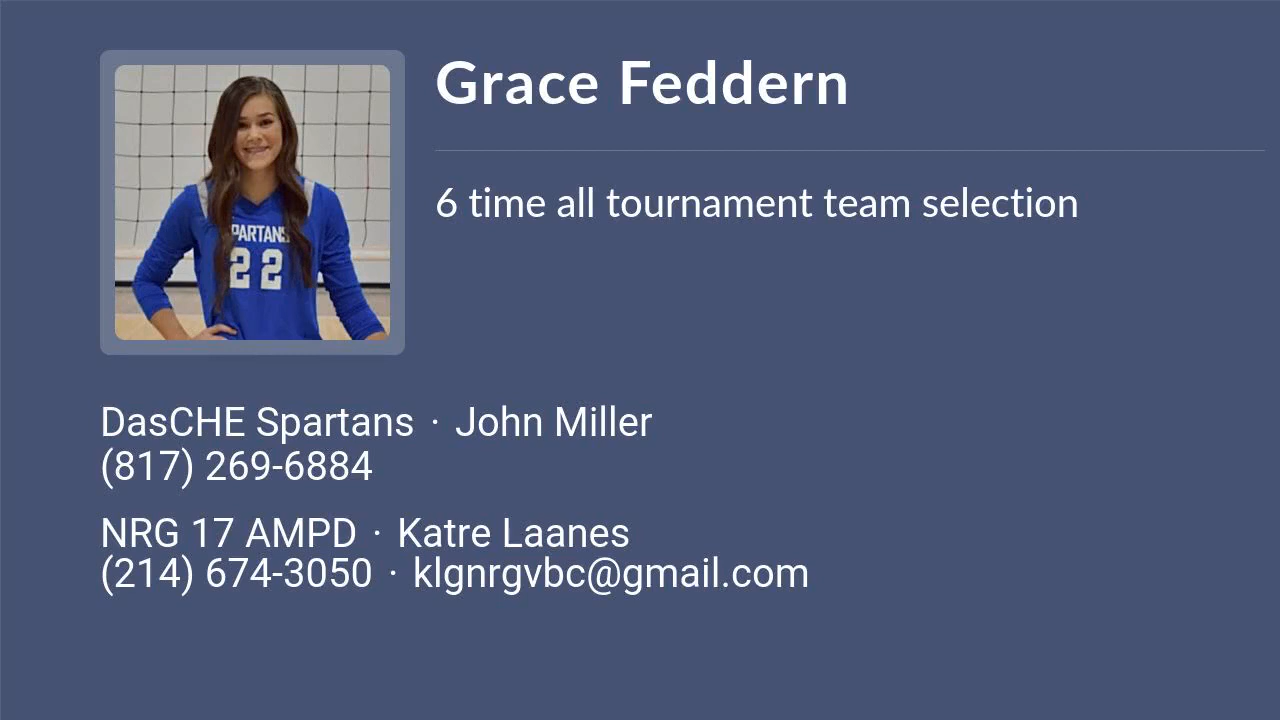 Grace Feddern
6 time all tournament team selection
SPARTANS
22
DasCHE Spartans · John Miller
(817) 269-6884
NRG 17 AMPD · Katre Laanes
(214) 674-3050 · klgnrgvbc@gmail.com